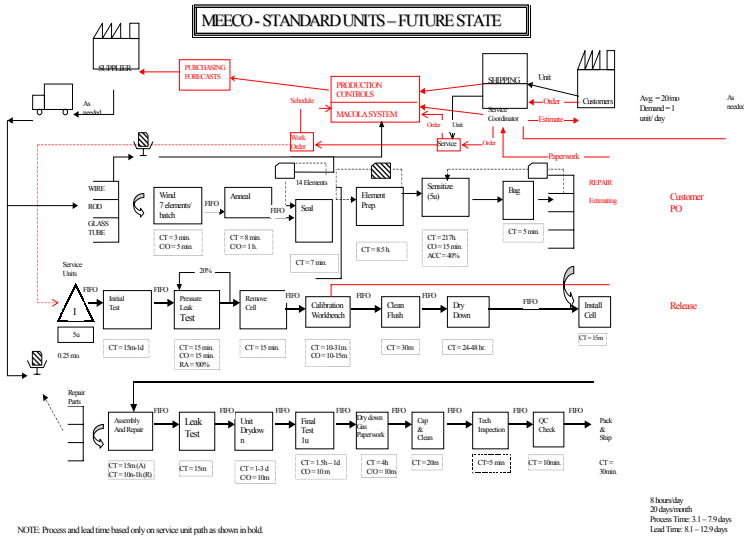 MEECO - STANDARD UNITS – FUTURE STATE
SUPPLIER
PURCHASING
FORECASTS
PRODUCTION
CONTROLS
MACOLA SYSTEM
SHIPPING
Unit
Customers
Order
Estimate
Avg. = 20/mo
Demand = 1
unit/ day
As
needed
As
needed
Schedule
Work
Order
Order
Unit
Service
Coordinator
Service
Order
Paperwork
REPAIR
Estimating
Customer
PO
WIRE
ROD
GLASS
TUBE
Wind
7 elements/
batch
FIFO
Anneal
FIFO
14 Elements
Seal
Element
Prep.
Sensitize
(5u)
Bag
CT = 3 min.
C/O = 5 min.
CT = 8 min.
C/O = 1 h.
CT = 7 min.
CT = 8.5 h.
CT = 217h.
CO = 15 min.
ACC = 40%
CT = 5 min.
Service
Units
FIFO
I
5u
0.25 mo.
Initial
Test
FIFO
20%
Pressure
Leak
Test
Remove
Cell
FIFO
Calibration
Workbench
FIFO
Clean
Flush
FIFO
Dry
Down
FIFO
Install
Cell
Release
CT = 15m-1d
CT = 15 min.
CO = 15 min.
RA = !00%
CT = 15 min.
CT = 10-31m.
CO = 10-15m.
CT = 30m
CT = 24-48 hr.
CT = 15m
Repair
Parts
Assembly
And Repair
FIFO
Leak
Test
FIFO
Unit
Drydow
n
FIFO
Final
Test
1u
FIFO
Dry down
Gas
Paperwork
FIFO
Cap
&
Clean
FIFO
Tech
Inspection
FIFO
QC
Check
FIFO
Pack
&
Ship
CT = 15m (A)
CT = 10n-1h (R)
CT = 15m
CT = 1-3 d
C/O = 10m
CT = 1.5h – 1d
CO = 10 m
CT = 4h
C/O = 10m
CT = 20m
CT=5 min
CT = 10min.
CT =
30min.
8 hours/day
20 days/month
Process Time: 3.1 – 7.9 days
Lead Time: 8.1 – 12.9 days
NOTE: Process and lead time based only on service unit path as shown in bold.